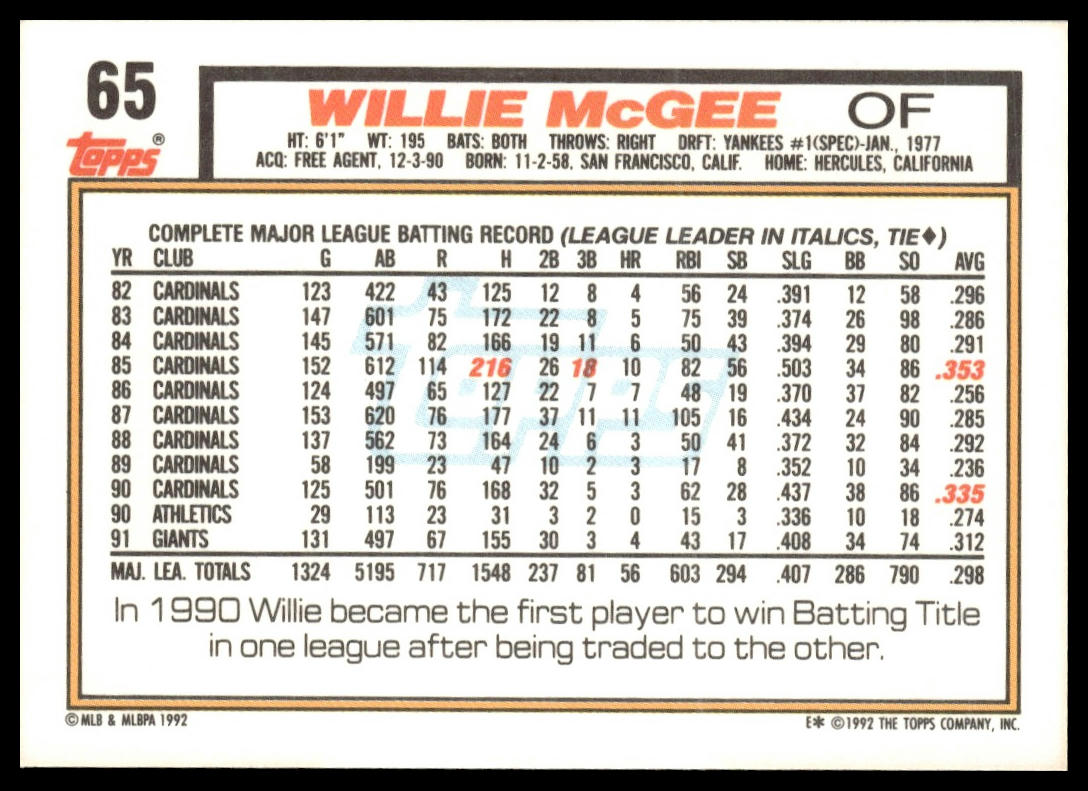 65
Topps®
WILLIE McGEE OF
HT: 6'1" WT: 195 BATS: BOTH THROWS: RIGHT DRFT: YANKEES #1(SPEC)-JAN., 1977
ACQ: FREE AGENT, 12-3-90 BORN: 11-2-58, SAN FRANCISCO, CALIF. HOME: HERCULES, CALIFORNIA
COMPLETE MAJOR LEAGUE BATTING RECORD (LEAGUE LEADER IN ITALICS, TIE♦)
YR CLUB G AB R H 2B 3B HR RBI SB SLG BB SO AVG
82 CARDINALS 123 422 43 125 12 8 4 56 24 .391 12 58 .296
83 CARDINALS 147 601 75 172 22 8 5 75 39 .374 26 98 .286
84 CARDINALS 145 571 82 166 19 11 6 50 43 .394 29 80 .291
85 CARDINALS 152 612 114 216 26 18 10 82 56 .503 34 86 .353
86 CARDINALS 124 497 65 127 22 7 7 48 19 .370 37 82 .256
87 CARDINALS 153 620 76 177 37 11 11 105 16 .434 24 90 .285
88 CARDINALS 137 562 73 164 24 6 3 50 41 .372 32 84 .292
89 CARDINALS 58 199 23 47 10 2 3 17 8 .352 10 34 .236
90 CARDINALS 125 501 76 168 32 5 3 62 28 .437 38 86 .335
90 ATHLETICS 29 113 23 31 3 2 0 15 3 .336 10 18 .274
91 GIANTS 131 497 67 155 30 3 4 43 17 .408 34 74 .312
MAJ. LEA. TOTALS 1324 5195 717 1548 237 81 56 603 294 .407 286 790 .298
Topps
In 1990 Willie became the first player to win Batting Title
in one league after being traded to the other.
© MLB & MLBPA 1992
E* ©1992 THE TOPPS COMPANY, INC.